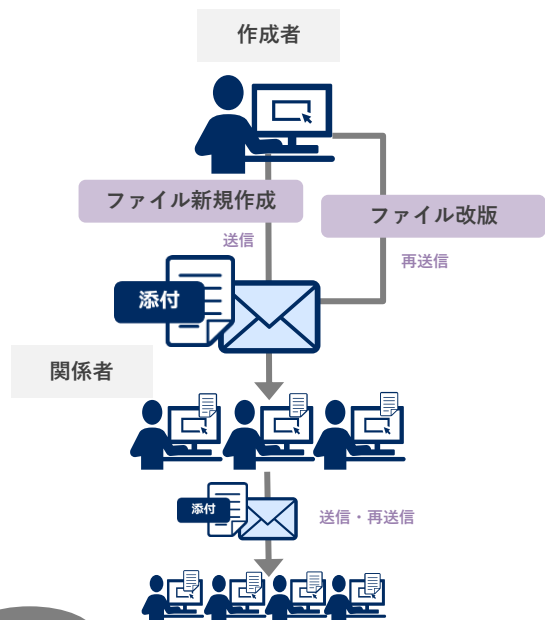 作成者
ファイル新規作成
ファイル改版
送信
再送信
添付
関係者
添付
送信・再送信